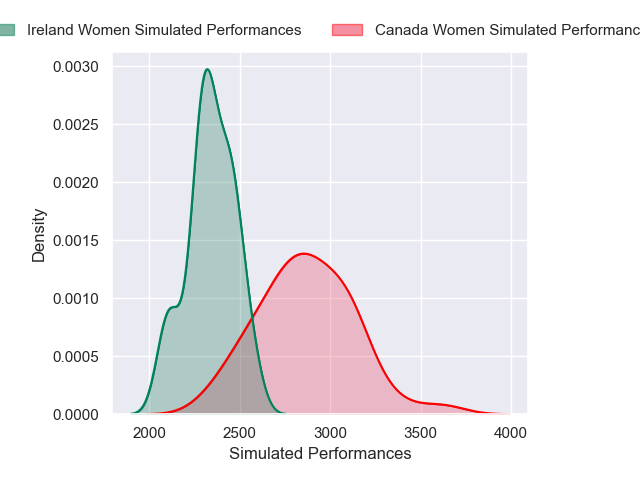 Ireland Women Simulated Performances Canada Women Simulated Performanc
0.0030
0.0025
0.0020
0.0015
0.0010
0.0005
0.0000
Density
2000 2500 3000 3500 4000
Simulated Performances